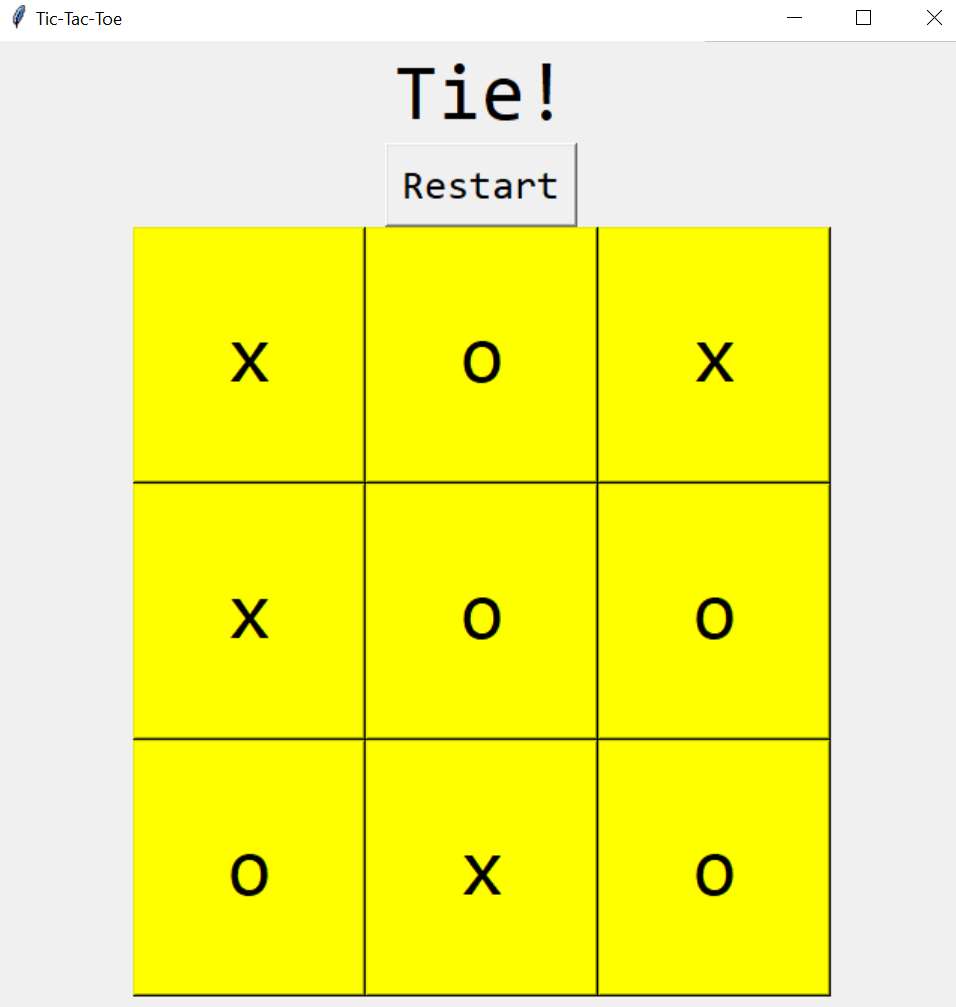 Tic-Tac-Toe
Tie!
Restart
x o x
x o o
o x o